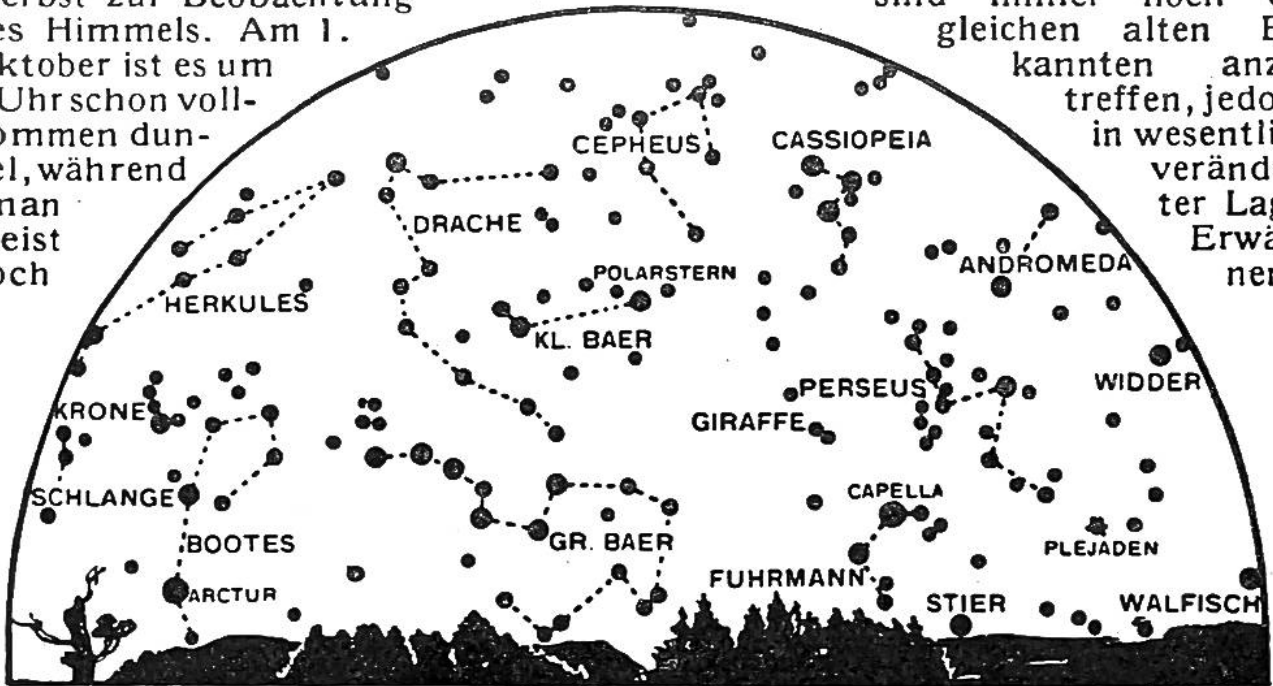 erbst zur Beobachtung
es Himmels. Am 1.
ktober ist es um
Uhr schon voll-
ommen dun-
el, während
nan
eist
och
sind immer noch
gleichen alten
kannten anz
treffen, jedo
in wesentli
veränd
ter Lag
Erwä
ner
CEPHEUS
CASSIOPEIA
DRACHE
ANDROMEDA
POLARSTERN
HERKULES
KL. BAER
PERSEUS
WIDDER
KRONE
GIRAFFE
SCHLANGE
CAPELLA
BOOTES
GR. BAER
PLEJADEN
FUHRMANN
ARCTUR
STIER
WALFISCH